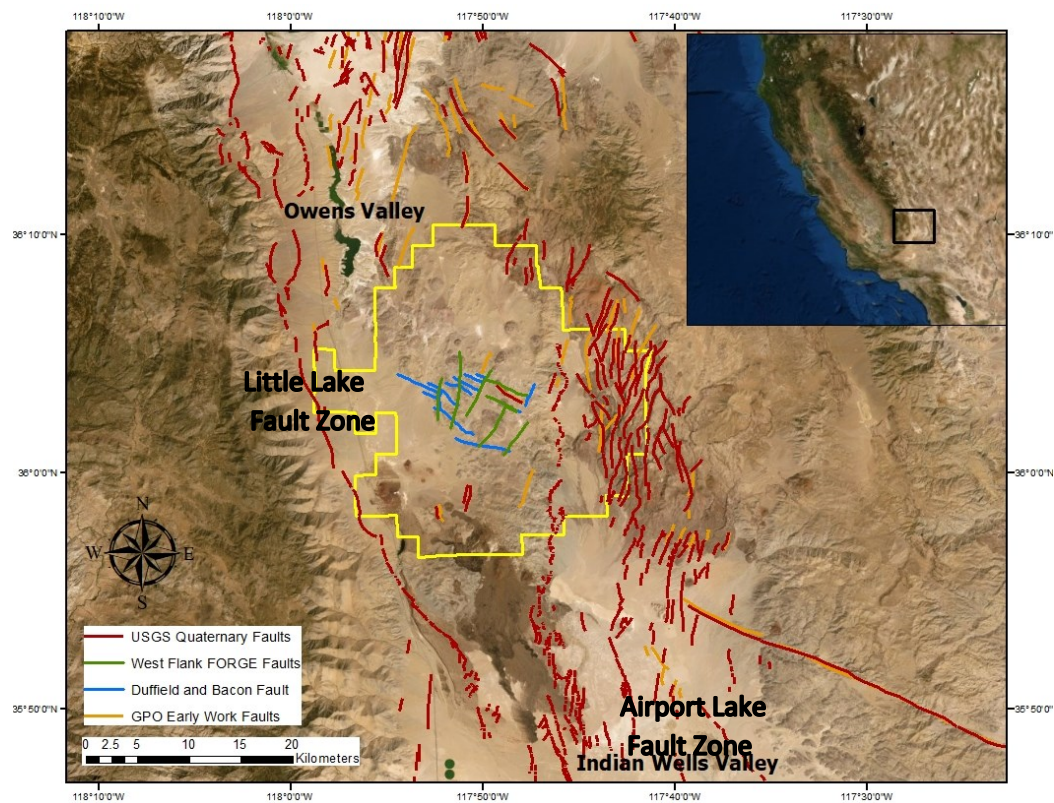 118°10'0"W 118°0'0"W 117°50'0"W 117°40'0"W 117°30'0"W
Owens Valley
36°10'0"N 36°10'0"N
Little Lake
Fault Zone
36°0'0"N 36°0'0"N
N
W E
S
USGS Quaternary Faults
West Flank FORGE Faults
Duffield and Bacon Fault
GPO Early Work Faults
35°50'0"N 35°50'0"N
Airport Lake
Fault Zone
Indian Wells Valley
0 2.5 5 10 15 20
Kilometers
118°10'0"W 118°0'0"W 117°50'0"W 117°40'0"W 117°30'0"W